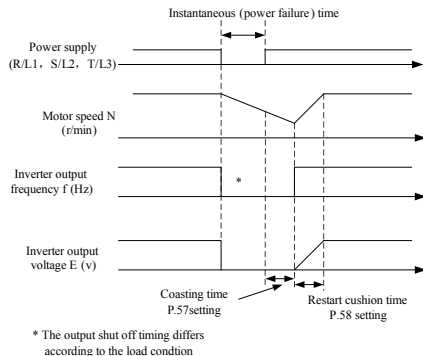 Instantaneous (power failure) time
Power supply
(R/L1， S/L2， T/L3)
Motor speed N
(r/min)
Inverter output
frequency f (Hz)
*
Inverter output
voltage E (v)
Coasting time
P.57setting
Restart cushion time
P.58 setting
* The output shut off timing differs
according to the load condtion